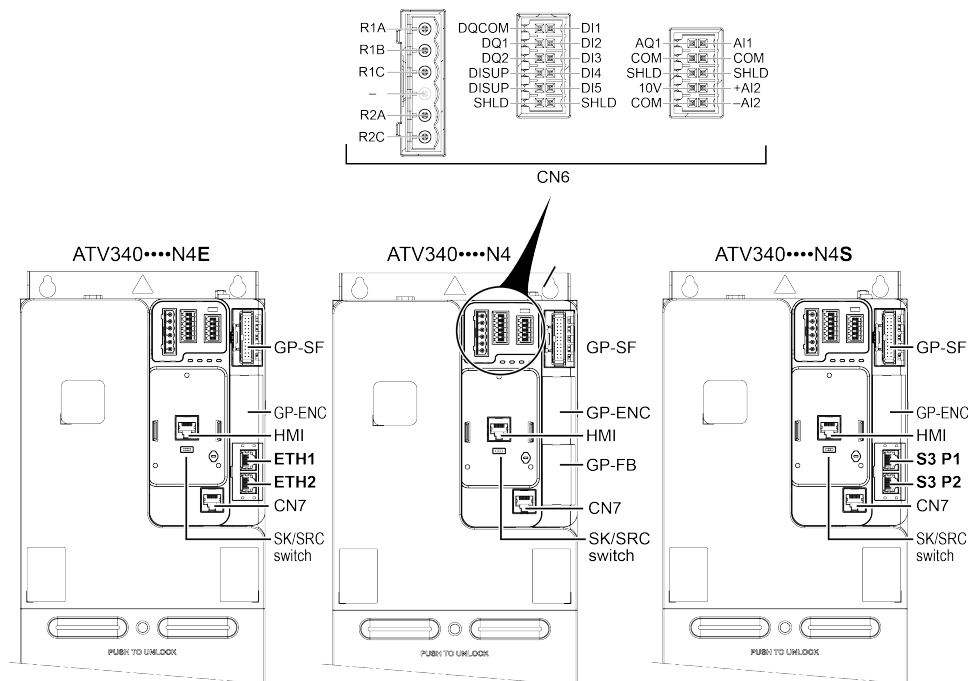 R1A
R1B
R1C
–
R2A
R2C
DQCOM DI1
DQ1 DI2
DQ2 DI3
DISUP DI4
DISUP DI5
SHLD SHLD
AQ1 AI1
COM COM
SHLD SHLD
10V +AI2
COM –AI2
CN6
ATV340••••N4E
GP-SF
GP-ENC
HMI
ETH1
ETH2
CN7
SK/SRC
switch
PUSH TO UNLOCK
ATV340••••N4
GP-SF
GP-ENC
HMI
GP-FB
CN7
SK/SRC
switch
PUSH TO UNLOCK
ATV340••••N4S
GP-SF
GP-ENC
HMI
S3 P1
S3 P2
CN7
SK/SRC
switch
PUSH TO UNLOCK